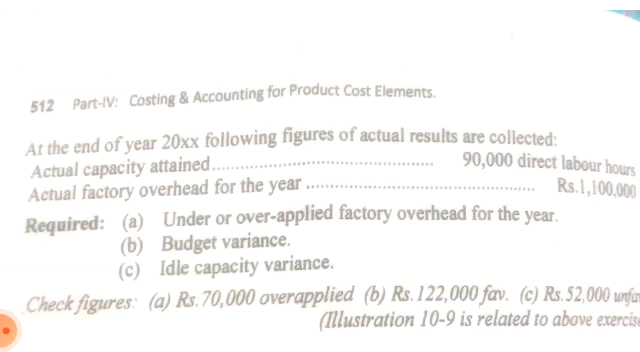 512 Part-IV: Costing & Accounting for Product Cost Elements.
At the end of year 20xx following figures of actual results are collected:
Actual capacity attained........................................ 90,000 direct labour hours
Actual factory overhead for the year ........................................ Rs.1,100,000
Required: (a) Under or over-applied factory overhead for the year.
(b) Budget variance.
(c) Idle capacity variance.
Check figures: (a) Rs.70,000 overapplied (b) Rs.122,000 fav. (c) Rs.52,000 unfav
(Illustration 10-9 is related to above exercise